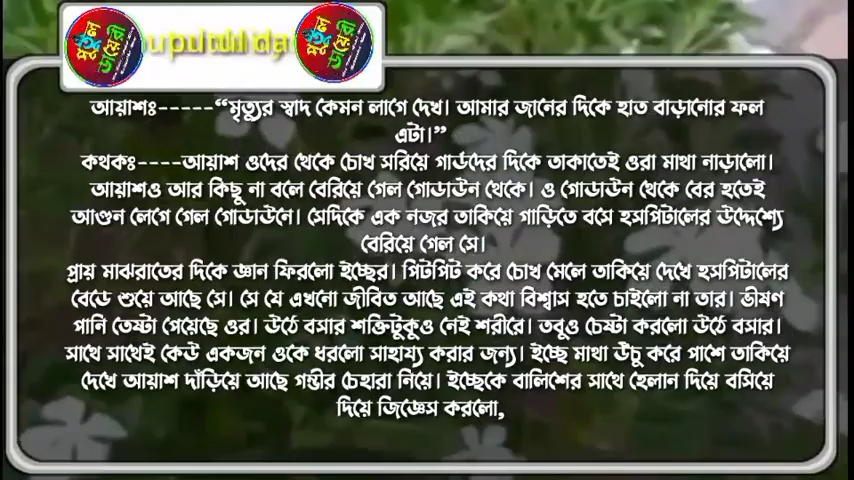 পুতুল
ডায়েরী
পুতুল
ডায়েরী
আয়াশঃ-----“মৃত্যুর স্বাদ কেমন লাগে দেখ। আমার জানের দিকে হাত বাড়ানোর ফল
এটা।”
কথকঃ----আয়াশ ওদের থেকে চোখ সরিয়ে গার্ডদের দিকে তাকাতেই ওরা মাথা নাড়ালো।
আয়াশও আর কিছু না বলে বেরিয়ে গেল গোডাউন থেকে। ও গোডাউন থেকে বের হতেই
আগুন লেগে গেল গোডাউনে। সেদিকে এক নজর তাকিয়ে গাড়িতে বসে হসপিটালের উদ্দেশ্যে
বেরিয়ে গেল সে।
প্রায় মাঝরাতের দিকে জ্ঞান ফিরলো ইচ্ছের। পিটপিট করে চোখ মেলে তাকিয়ে দেখে হসপিটালের
বেডে শুয়ে আছে সে। সে যে এখনো জীবিত আছে এই কথা বিশ্বাস হতে চাইলো না তার। ভীষণ
পানি তেষ্টা পেয়েছে ওর। উঠে বসার শক্তিটুকুও নেই শরীরে। তবুও চেষ্টা করলো উঠে বসার।
সাথে সাথেই কেউ একজন ওকে ধরলো সাহায্য করার জন্য। ইচ্ছে মাথা উঁচু করে পাশে তাকিয়ে
দেখে আয়াশ দাঁড়িয়ে আছে গম্ভীর চেহারা নিয়ে। ইচ্ছেকে বালিশের সাথে হেলান দিয়ে বসিয়ে
দিয়ে জিজ্ঞেস করলো,